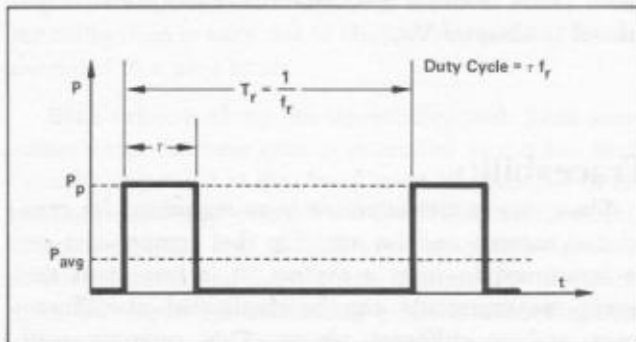 P
T_r = 1/f_r
Duty Cycle = τ f_r
τ
P_p
P_avg
t